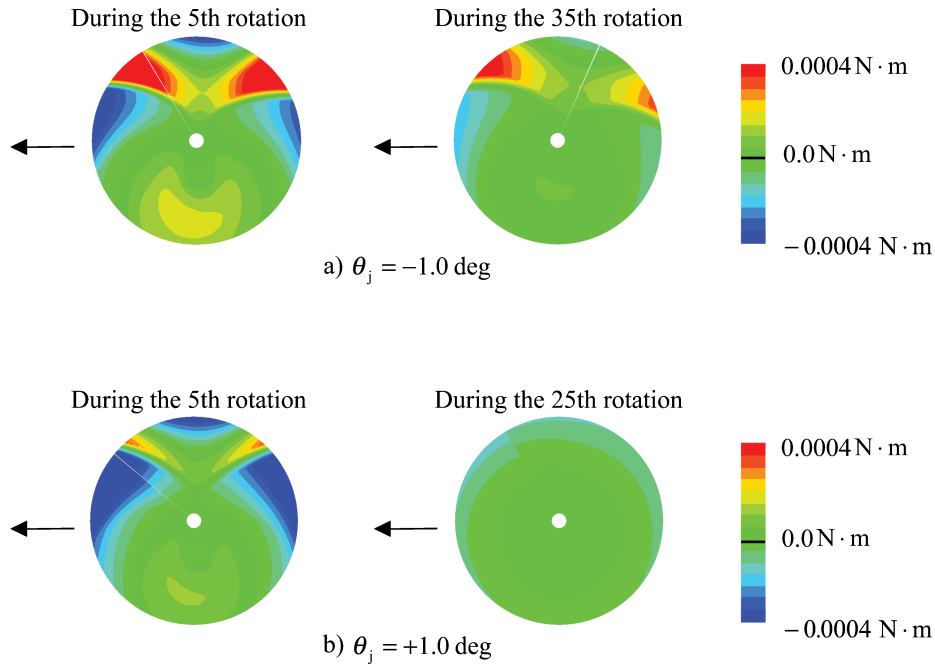 During the 5th rotation
During the 35th rotation
0.0004 N·m
0.0 N·m
−0.0004 N·m
a) θj = −1.0 deg
During the 5th rotation
During the 25th rotation
0.0004 N·m
0.0 N·m
−0.0004 N·m
b) θj = +1.0 deg